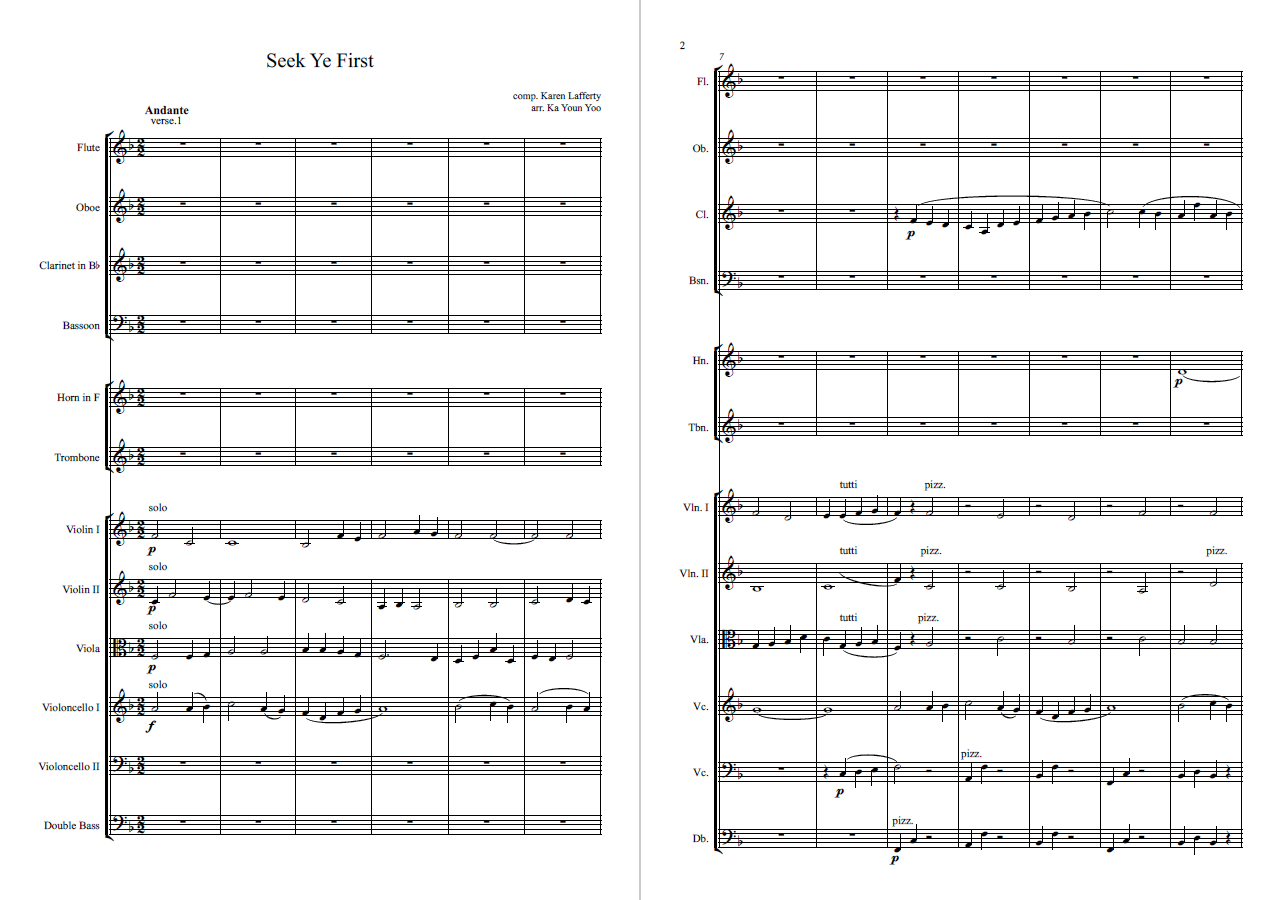 Seek Ye First
comp. Karen Lafferty
arr. Ka Youn Yoo
Andante
verse.1
Flute
Oboe
Clarinet in B♭
Bassoon
Horn in F
Trombone
solo
Violin I
p
solo
Violin II
p
solo
Viola
p
solo
Violoncello I
f
Violoncello II
Double Bass
2
7
Fl.
Ob.
Cl.
p
Bsn.
Hn.
p
Tbn.
tutti pizz.
Vln. I
tutti pizz. pizz.
Vln. II
tutti pizz.
Vla.
Vc.
pizz.
Vc.
p
pizz.
Db.
p